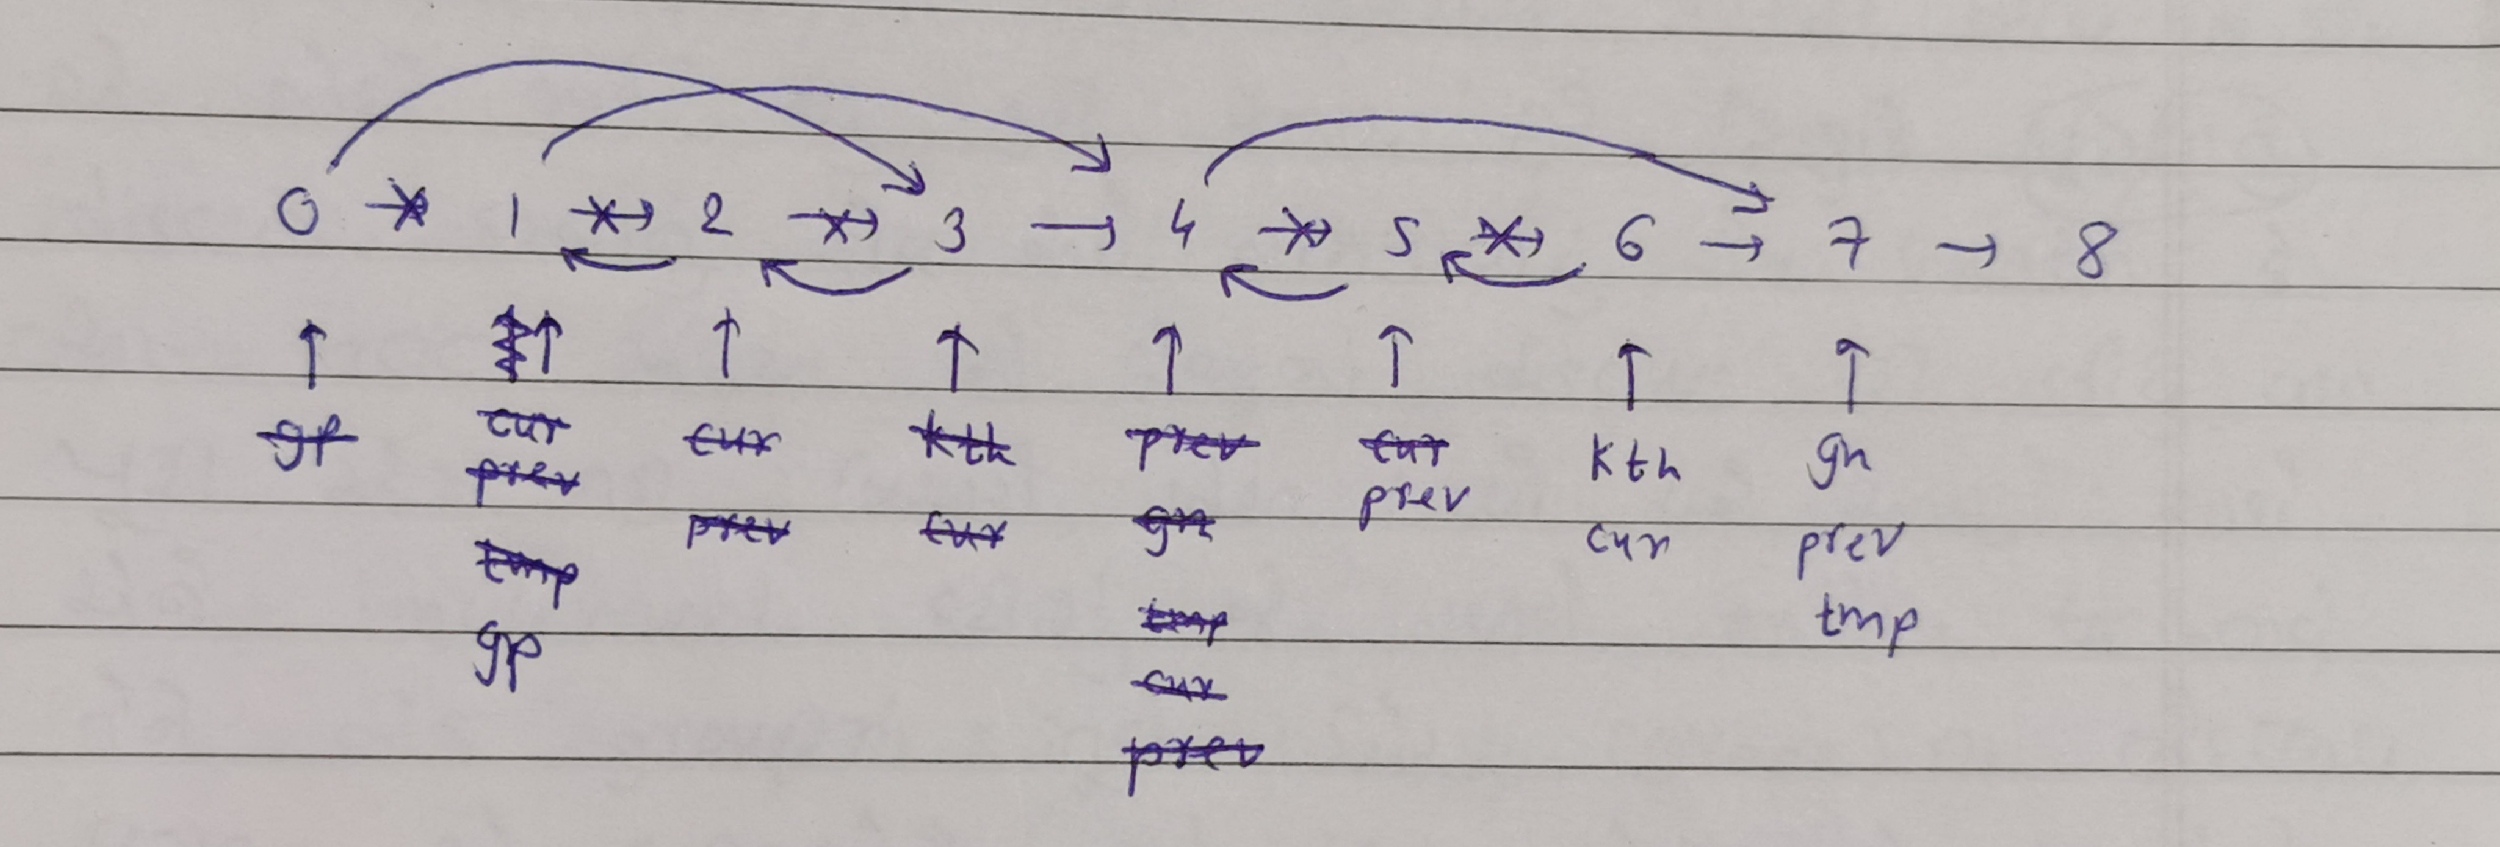 0 → 1 → 2 → 3 → 4 → 5 → 6 → 7 → 8
gp cur cur kth prev cur kth gn
prev prev cur gn prev cur prev
tmp tmp tmp
gp cur
prev